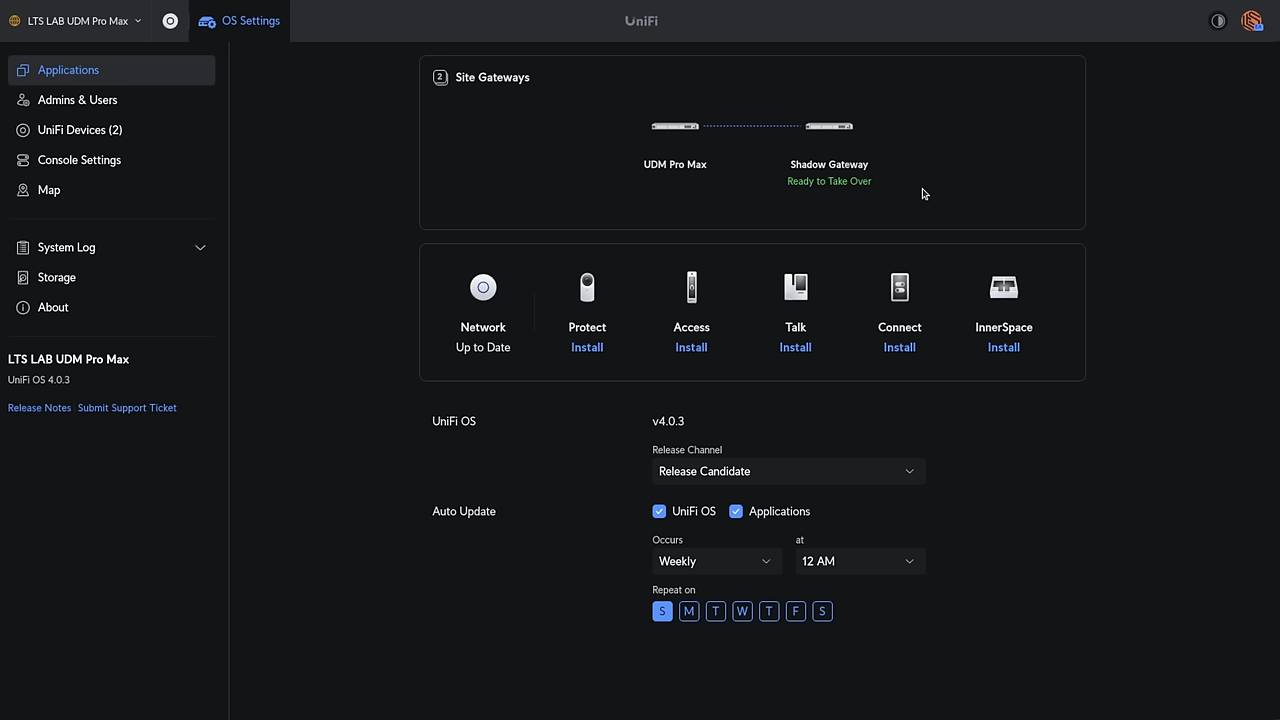 LTS LAB UDM Pro Max
OS Settings
UniFi
Applications
Admins & Users
UniFi Devices (2)
Console Settings
Map
System Log
Storage
About
LTS LAB UDM Pro Max
UniFi OS 4.0.3
Release Notes Submit Support Ticket
2 Site Gateways
UDM Pro Max
Shadow Gateway
Ready to Take Over
Network
Up to Date
Protect
Install
Access
Install
Talk
Install
Connect
Install
InnerSpace
Install
UniFi OS
v4.0.3
Release Channel
Release Candidate
Auto Update
UniFi OS Applications
Occurs at
Weekly 12 AM
Repeat on
S M T W T F S